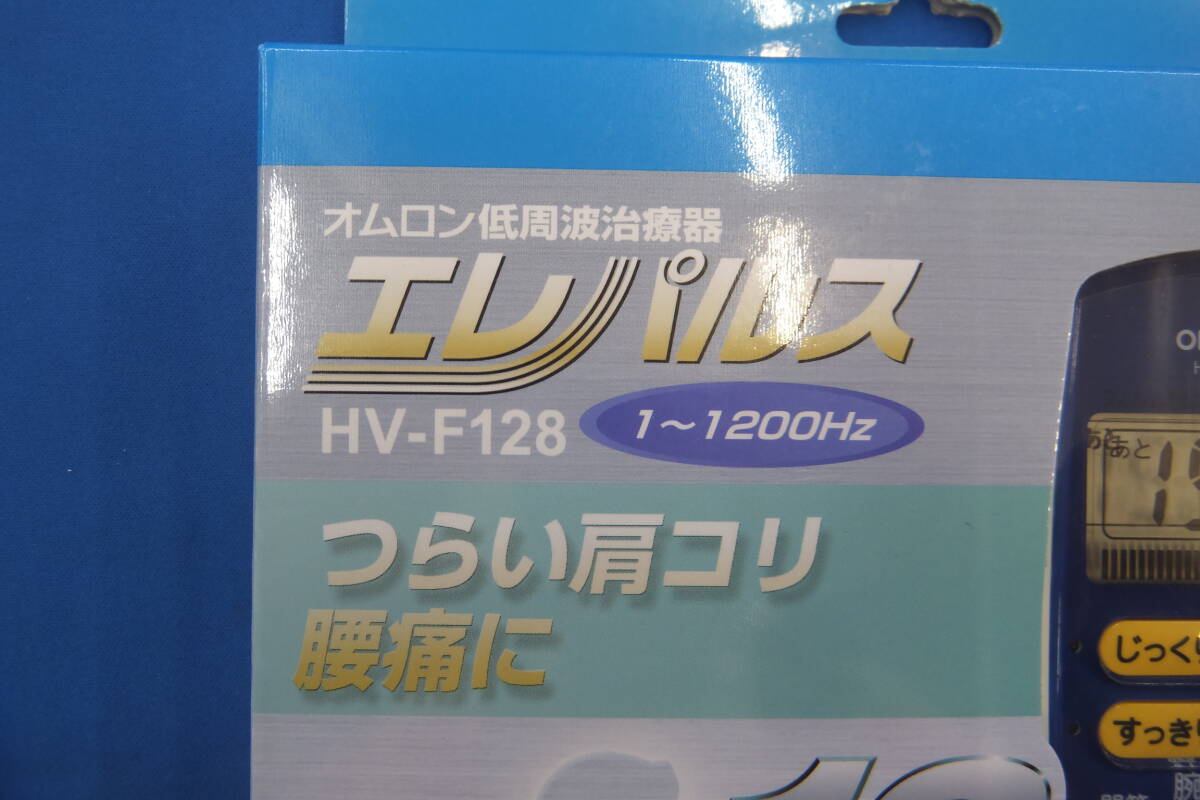 オムロン低周波治療器
エレパルス
HV-F128
1～1200Hz
つらい肩コリ
腰痛に
あと
じっく
すっき
腕